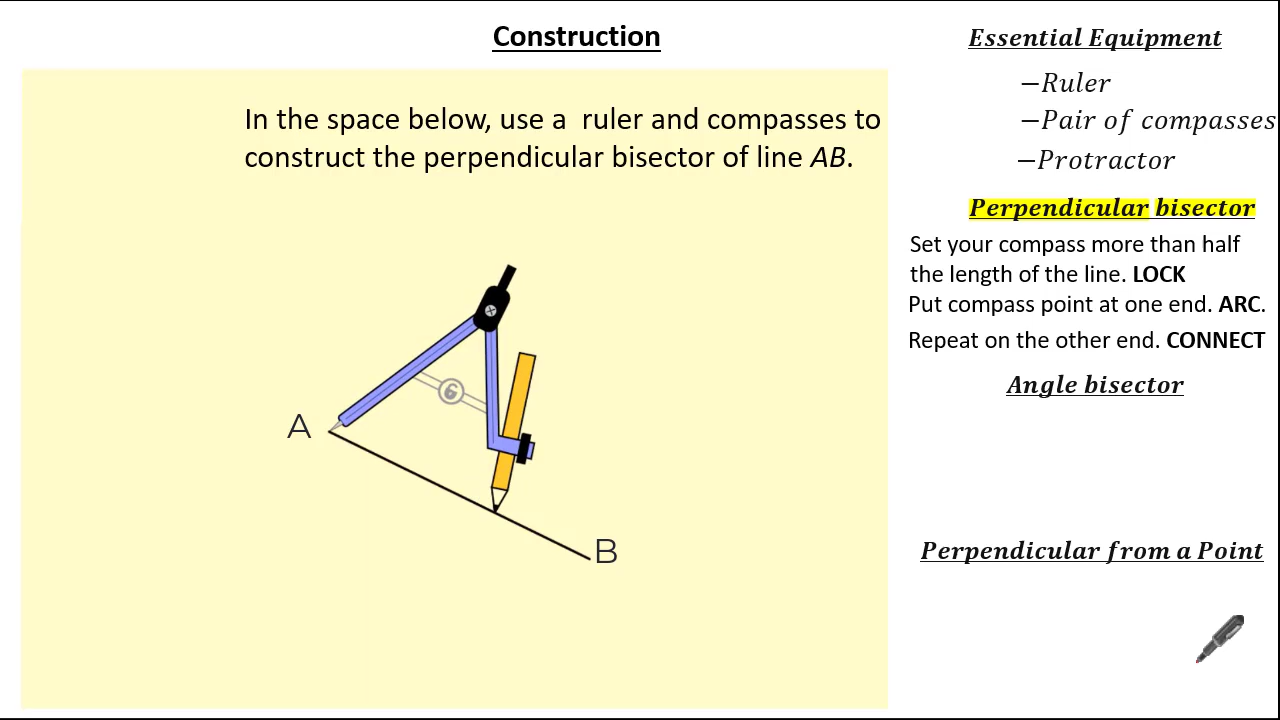 Construction
In the space below, use a ruler and compasses to
construct the perpendicular bisector of line AB.
A
6
B
Essential Equipment
−Ruler
−Pair of compasses
−Protractor
Perpendicular bisector
Set your compass more than half
the length of the line. LOCK
Put compass point at one end. ARC.
Repeat on the other end. CONNECT
Angle bisector
Perpendicular from a Point